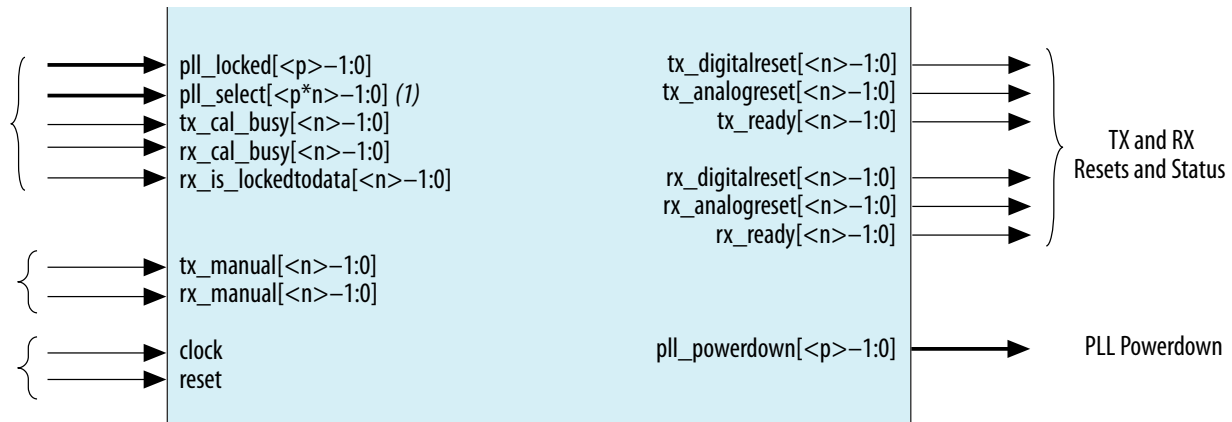 pll_locked[<p>–1:0]
pll_select[<p*n>–1:0] (1)
tx_cal_busy[<n>–1:0]
rx_cal_busy[<n>–1:0]
rx_is_lockedtodata[<n>–1:0]
tx_manual[<n>–1:0]
rx_manual[<n>–1:0]
clock
reset
tx_digitalreset[<n>–1:0]
tx_analogreset[<n>–1:0]
tx_ready[<n>–1:0]
rx_digitalreset[<n>–1:0]
rx_analogreset[<n>–1:0]
rx_ready[<n>–1:0]
pll_powerdown[<p>–1:0]
TX and RX
Resets and Status
PLL Powerdown